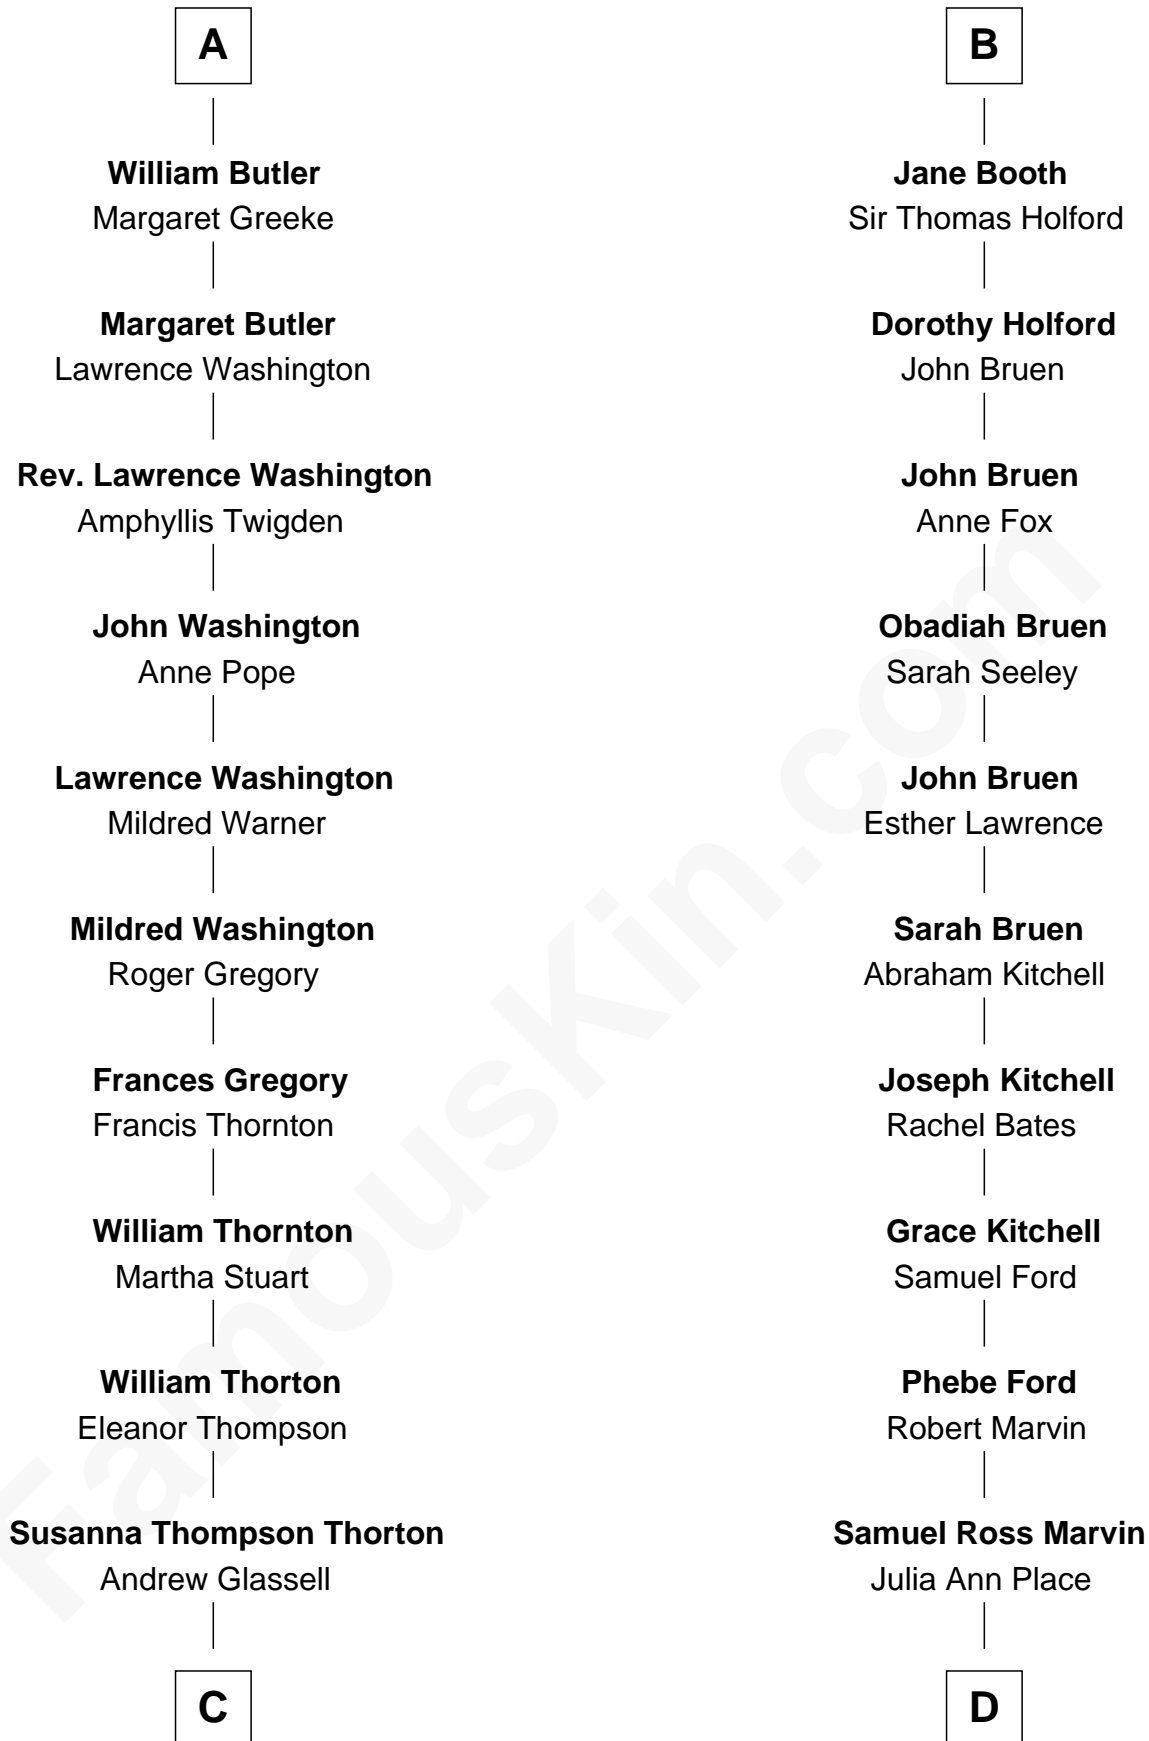 A
William Butler
Margaret Greeke
Margaret Butler
Lawrence Washington
Rev. Lawrence Washington
Amphyllis Twigden
John Washington
Anne Pope
Lawrence Washington
Mildred Warner
Mildred Washington
Roger Gregory
Frances Gregory
Francis Thornton
William Thornton
Martha Stuart
William Thorton
Eleanor Thompson
Susanna Thompson Thorton
Andrew Glassell
C
B
Jane Booth
Sir Thomas Holford
Dorothy Holford
John Bruen
John Bruen
Anne Fox
Obadiah Bruen
Sarah Seeley
John Bruen
Esther Lawrence
Sarah Bruen
Abraham Kitchell
Joseph Kitchell
Rachel Bates
Grace Kitchell
Samuel Ford
Phebe Ford
Robert Marvin
Samuel Ross Marvin
Julia Ann Place
D
FamousKin.com